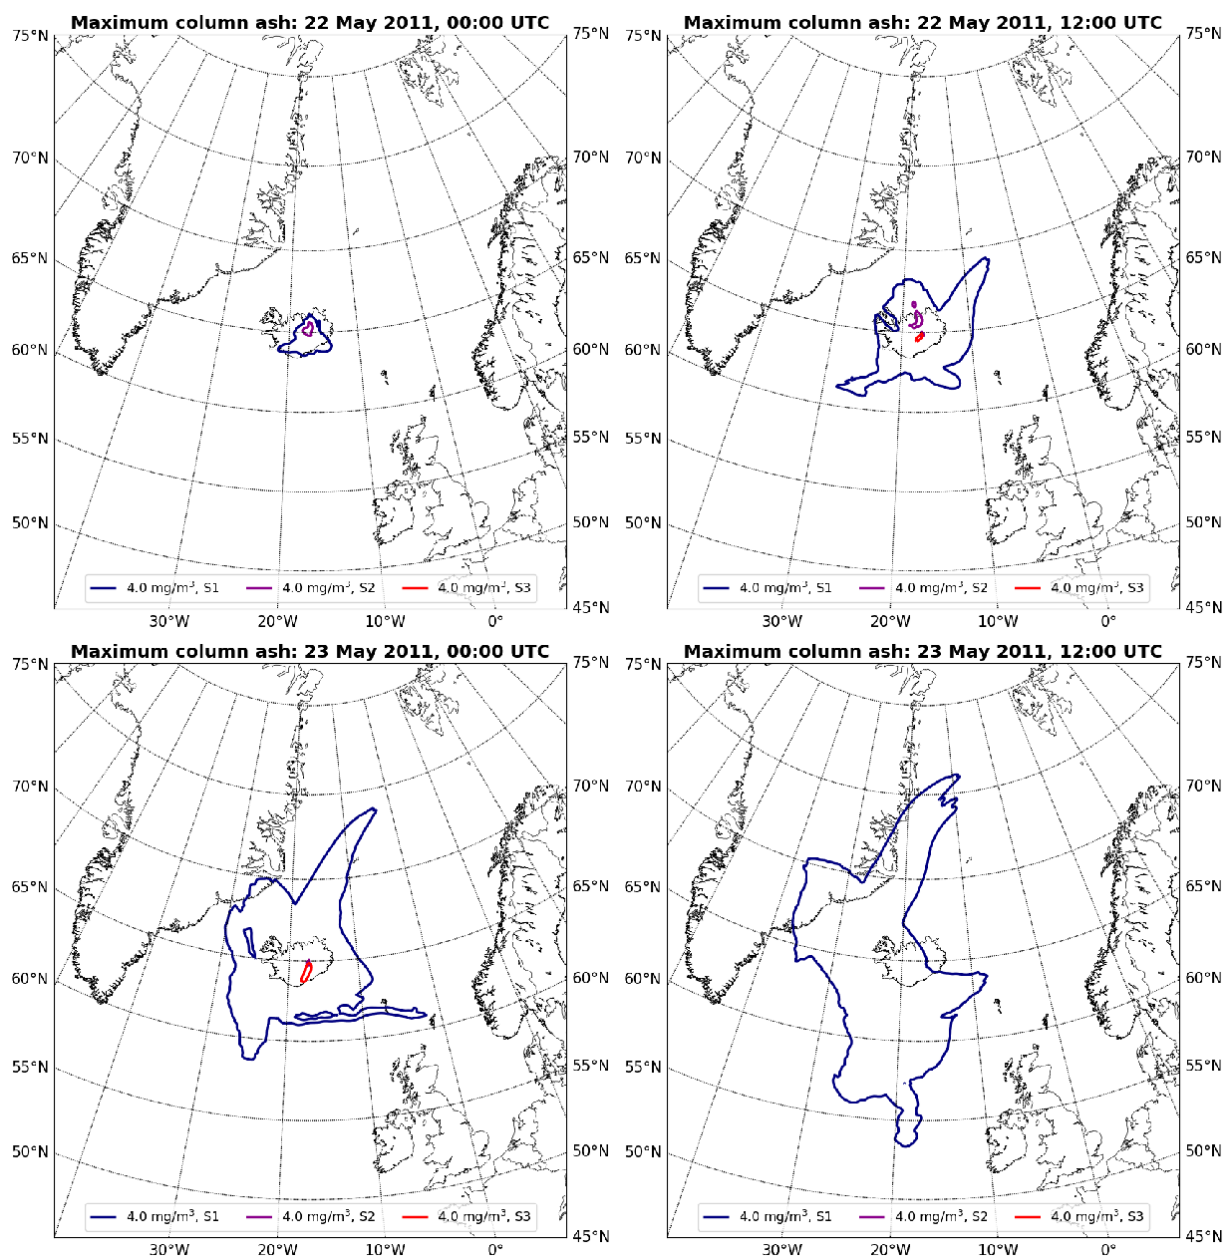 Maximum column ash: 22 May 2011, 00:00 UTC
75°N
75°N
70°N
70°N
65°N
65°N
60°N
60°N
55°N
55°N
50°N
50°N
45°N
4.0 mg/m³, S1
4.0 mg/m³, S2
4.0 mg/m³, S3
30°W
20°W
10°W
0°
Maximum column ash: 22 May 2011, 12:00 UTC
75°N
75°N
70°N
70°N
65°N
65°N
60°N
60°N
55°N
55°N
50°N
50°N
45°N
4.0 mg/m³, S1
4.0 mg/m³, S2
4.0 mg/m³, S3
30°W
20°W
10°W
0°
Maximum column ash: 23 May 2011, 00:00 UTC
75°N
75°N
70°N
70°N
65°N
65°N
60°N
60°N
55°N
55°N
50°N
50°N
45°N
4.0 mg/m³, S1
4.0 mg/m³, S2
4.0 mg/m³, S3
30°W
20°W
10°W
0°
Maximum column ash: 23 May 2011, 12:00 UTC
75°N
75°N
70°N
70°N
65°N
65°N
60°N
60°N
55°N
55°N
50°N
50°N
45°N
4.0 mg/m³, S1
4.0 mg/m³, S2
4.0 mg/m³, S3
30°W
20°W
10°W
0°